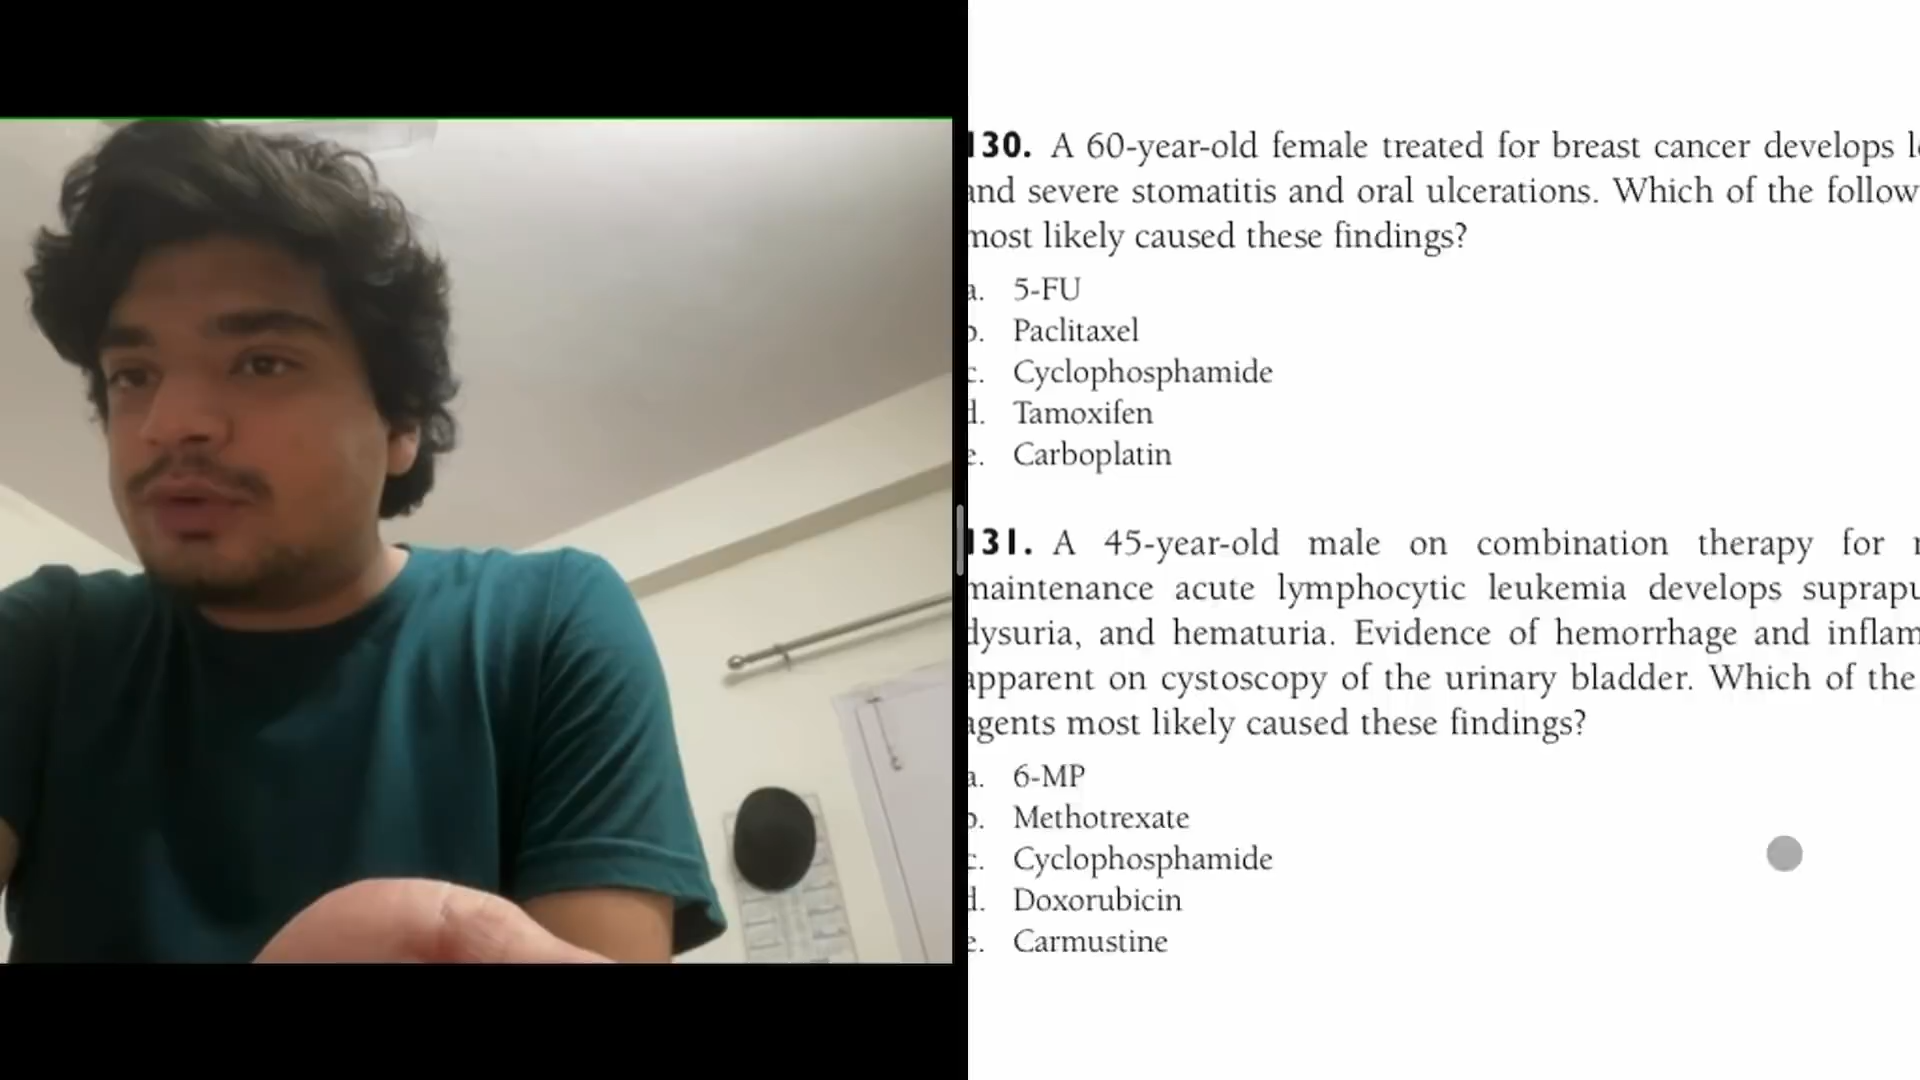 130. A 60-year-old female treated for breast cancer develops
and severe stomatitis and oral ulcerations. Which of the
most likely caused these findings?
a. 5-FU
b. Paclitaxel
c. Cyclophosphamide
d. Tamoxifen
e. Carboplatin
131. A 45-year-old male on combination therapy for
maintenance acute lymphocytic leukemia develops
dysuria, and hematuria. Evidence of hemorrhage and
apparent on cystoscopy of the urinary bladder. Which of the
agents most likely caused these findings?
a. 6-MP
b. Methotrexate
c. Cyclophosphamide
d. Doxorubicin
e. Carmustine